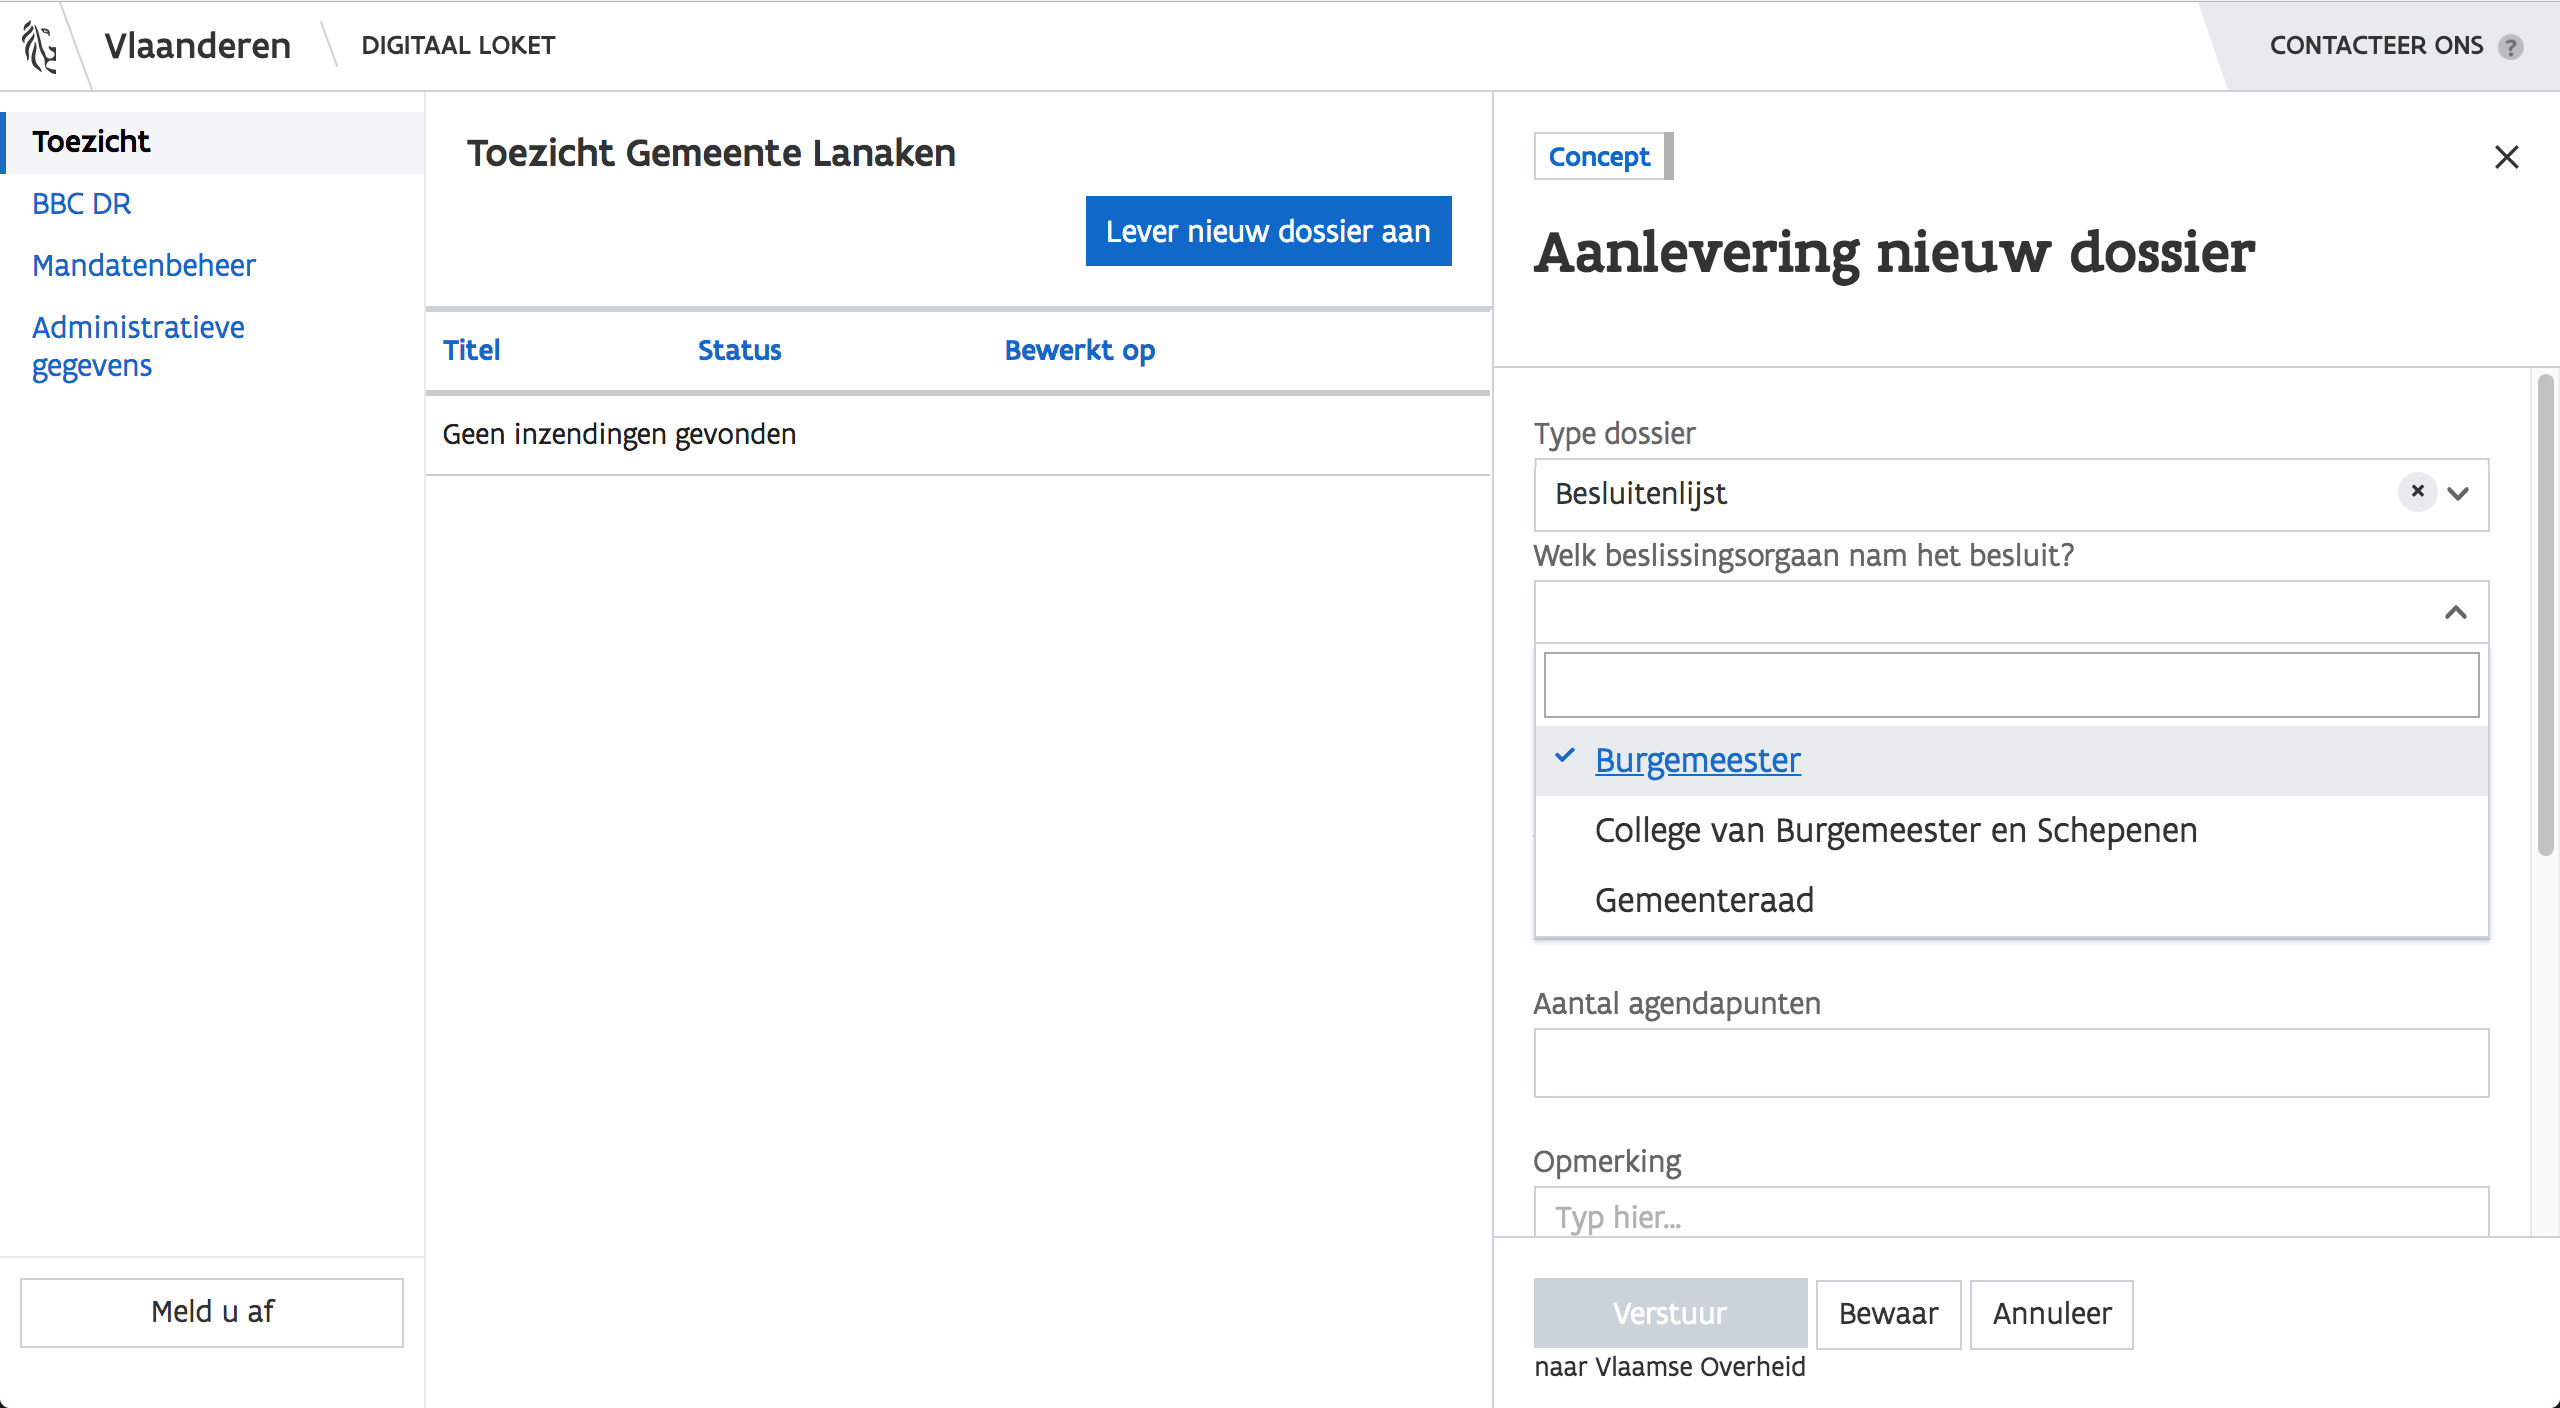 Vlaanderen
DIGITAAL LOKET
CONTACTEER ONS ?
Toezicht
BBC DR
Mandatenbeheer
Administratieve
gegevens
Meld u af
Toezicht Gemeente Lanaken
Lever nieuw dossier aan
Titel Status Bewerkt op
Geen inzendingen gevonden
Concept
Aanlevering nieuw dossier
Type dossier
Besluitenlijst
Welk beslissingsorgaan nam het besluit?
Burgemeester
College van Burgemeester en Schepenen
Gemeenteraad
Aantal agendapunten
Opmerking
Typ hier...
Verstuur Bewaar Annuleer
naar Vlaamse Overheid